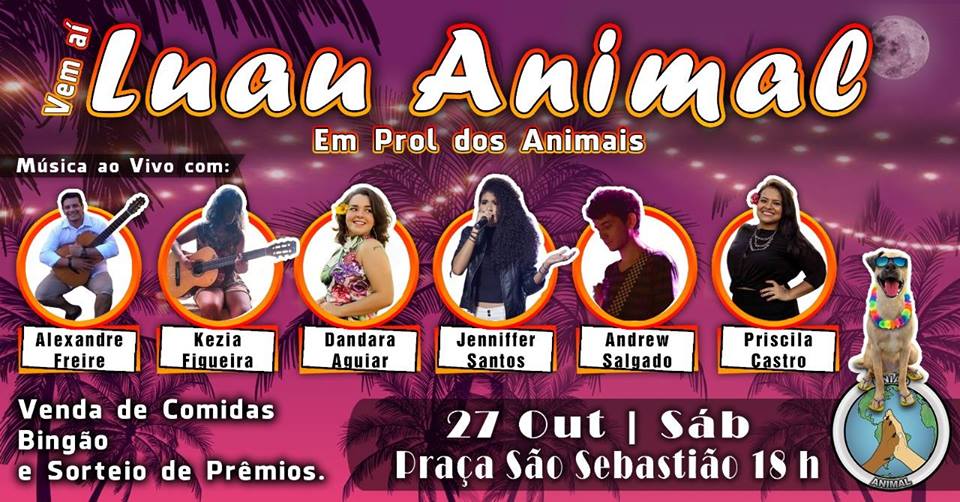 Vem aí
Luau Animal
Em Prol dos Animais
Música ao Vivo com:
Alexandre
Freire
Kezia
Figueira
Dandara
Aguiar
Jenniffer
Santos
Andrew
Salgado
Priscila
Castro
Venda de Comidas
Bingão
e Sorteio de Prêmios.
27 Out | Sáb
Praça São Sebastião 18 h
ANIMAL